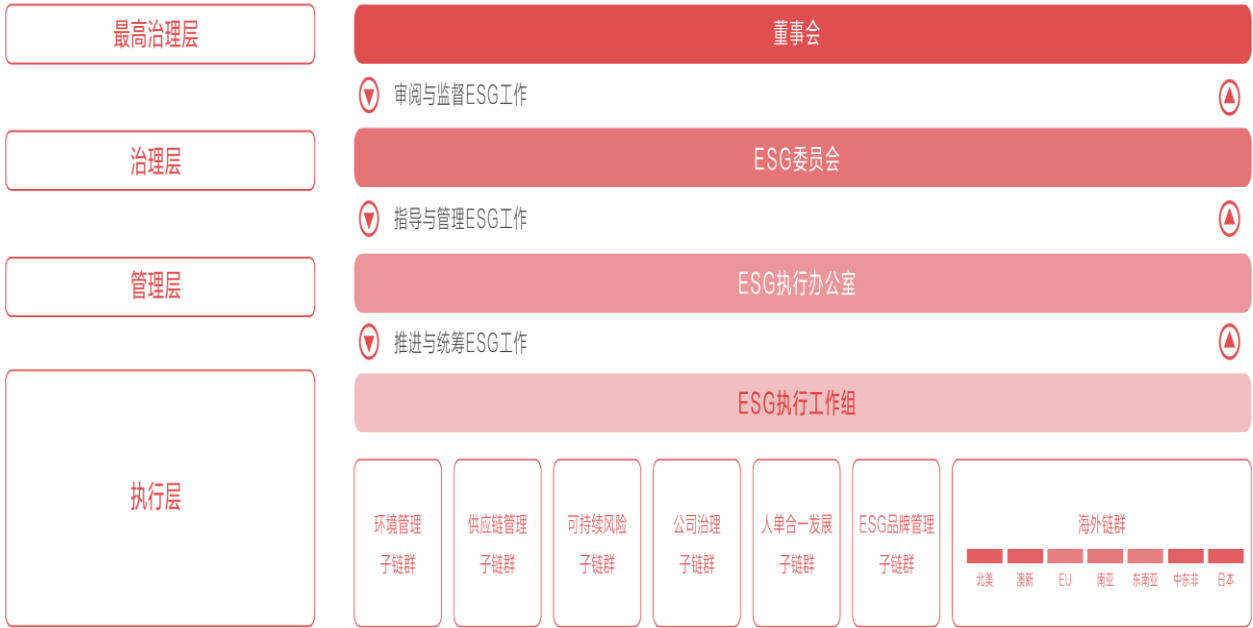 最高治理层
董事会
审阅与监督ESG工作
治理层
ESG委员会
指导与管理ESG工作
管理层
ESG执行办公室
推进与统筹ESG工作
执行层
ESG执行工作组
环境管理
子链群
供应链管理
子链群
可持续风险
子链群
公司治理
子链群
人单合一发展
子链群
ESG品牌管理
子链群
海外链群
北美
澳新
EU
南亚
东南亚
中东非
日本